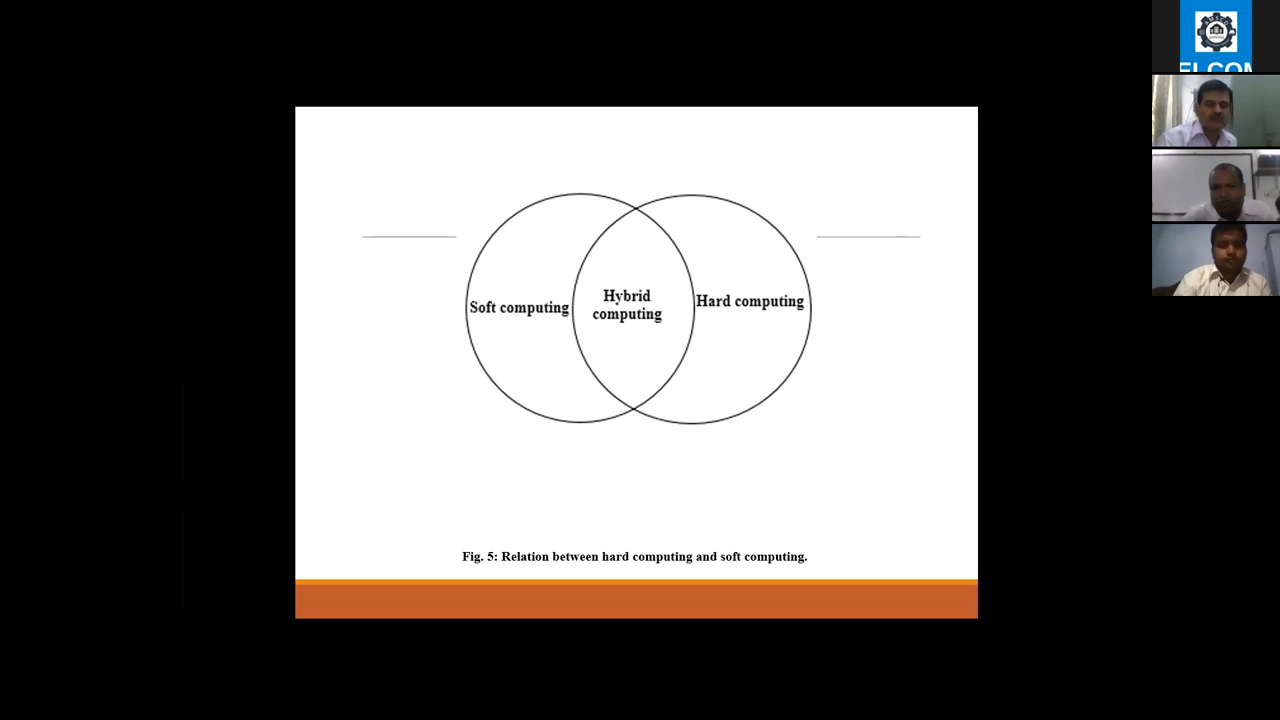 Soft computing
Hybrid
computing
Hard computing
Fig. 5: Relation between hard computing and soft computing.